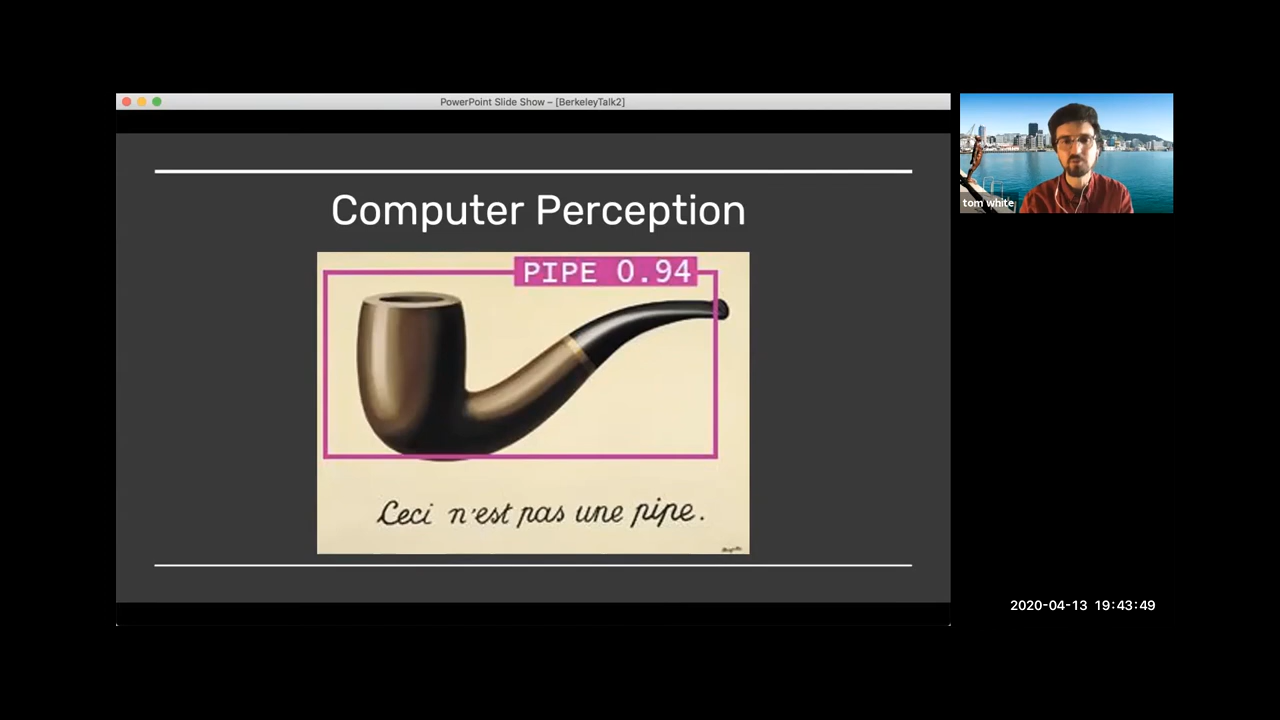 PowerPoint Slide Show – [BerkeleyTalk2]
Computer Perception
PIPE 0.94
Ceci n'est pas une pipe.
tom white
2020-04-13 19:43:49